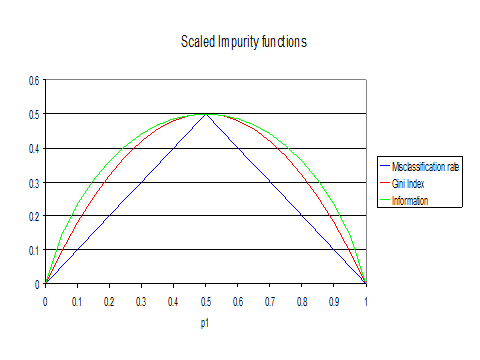 Scaled Impurity functions
0.6
0.5
0.4
0.3
0.2
0.1
0
0 0.1 0.2 0.3 0.4 0.5 0.6 0.7 0.8 0.9 1
p1
Misclassification rate
Gini Index
Information